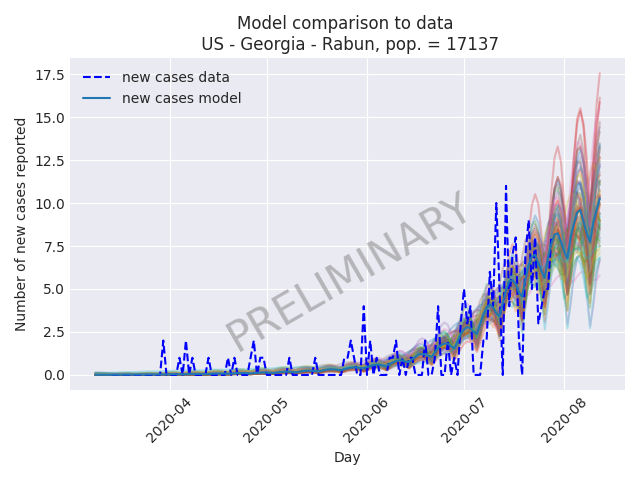 Model comparison to data
US - Georgia - Rabun, pop. = 17137
new cases data
new cases model
Number of new cases reported
17.5
15.0
12.5
10.0
7.5
5.0
2.5
0.0
PRELIMINARY
2020-04
2020-05
2020-06
2020-07
2020-08
Day